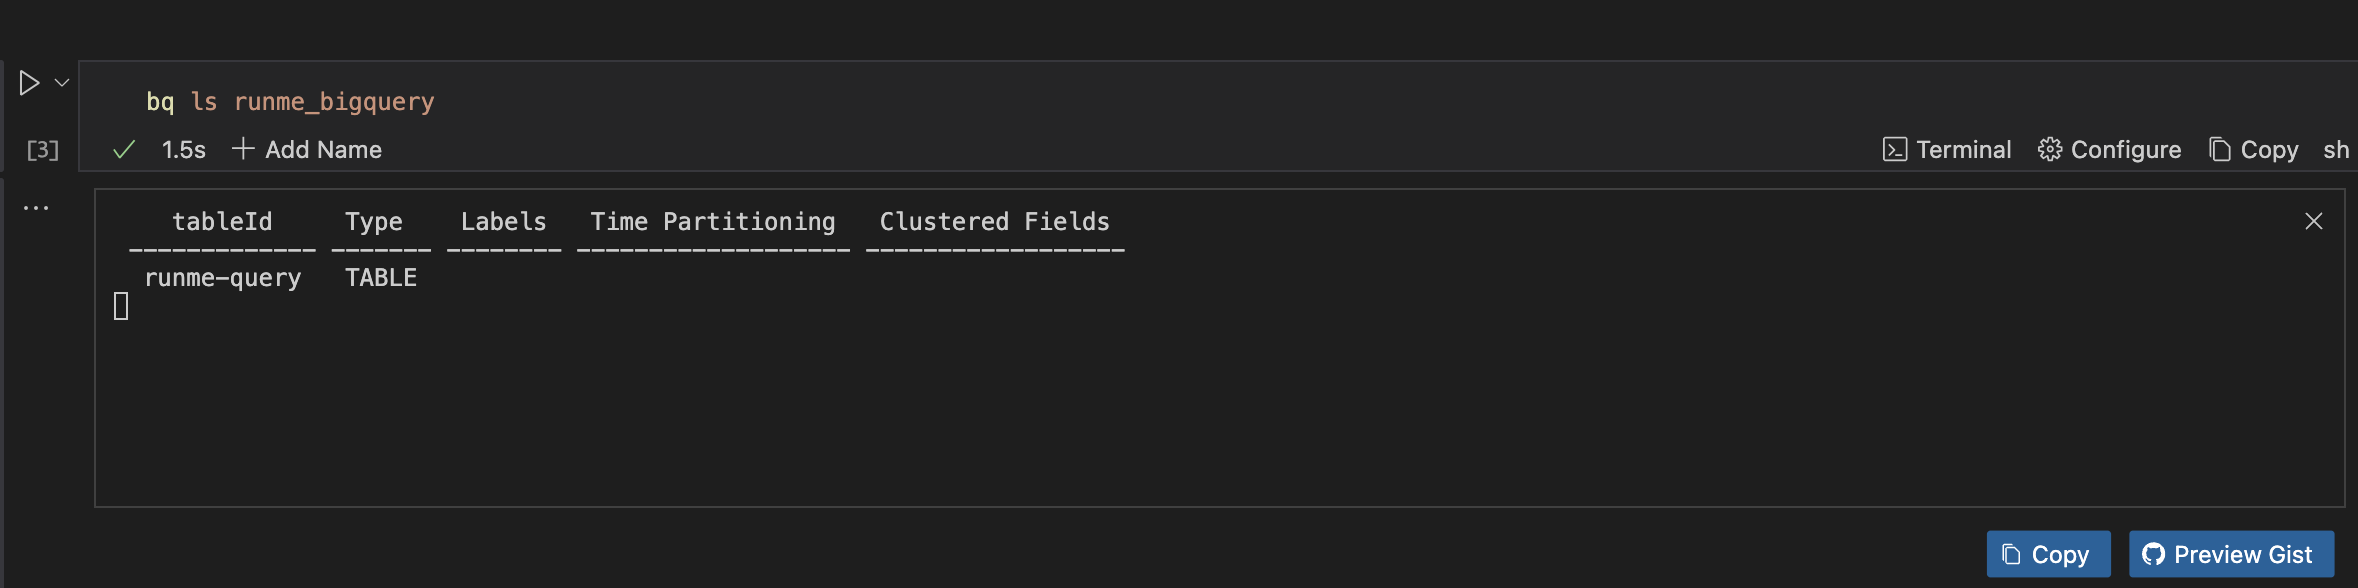 bq ls runme_bigquery
[3] 1.5s Add Name Terminal Configure Copy sh
tableId Type Labels Time Partitioning Clustered Fields
------------- ------- -------- ------------------- ------------------
runme-query TABLE
Copy Preview Gist